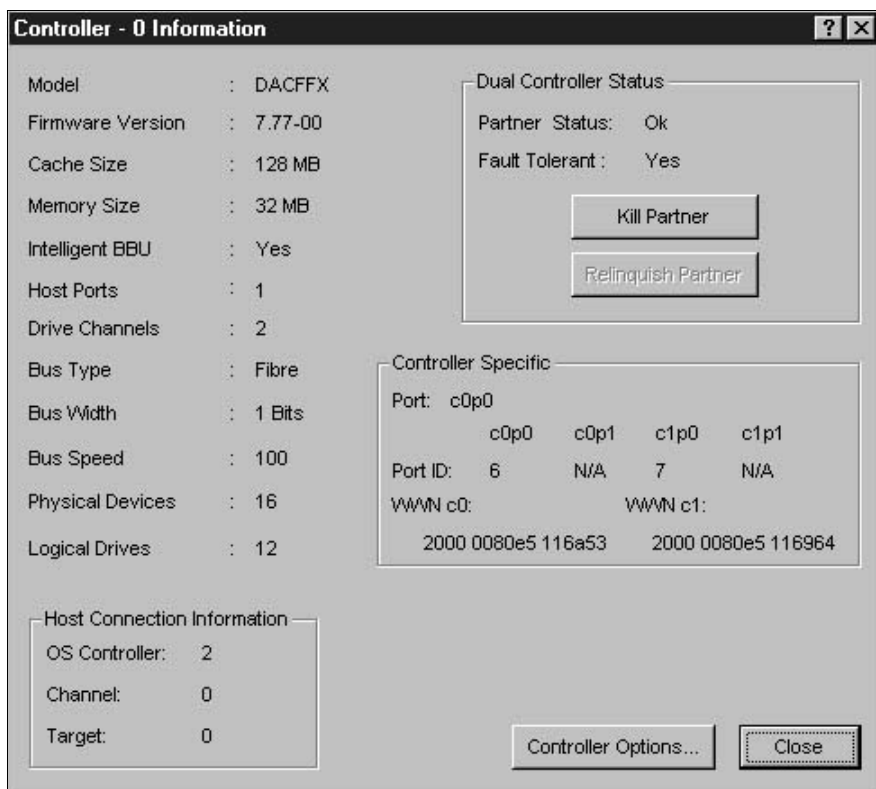 Controller - 0 Information
Model : DACFFX
Firmware Version : 7.77-00
Cache Size : 128 MB
Memory Size : 32 MB
Intelligent BBU : Yes
Host Ports : 1
Drive Channels : 2
Bus Type : Fibre
Bus Width : 1 Bits
Bus Speed : 100
Physical Devices : 16
Logical Drives : 12
Dual Controller Status
Partner Status: Ok
Fault Tolerant : Yes
Kill Partner
Relinquish Partner
Controller Specific
Port: c0p0
c0p0 c0p1 c1p0 c1p1
Port ID: 6 N/A 7 N/A
WWN c0: WWN c1:
2000 0080e5 116a53 2000 0080e5 116964
Host Connection Information
OS Controller: 2
Channel: 0
Target: 0
Controller Options...
Close